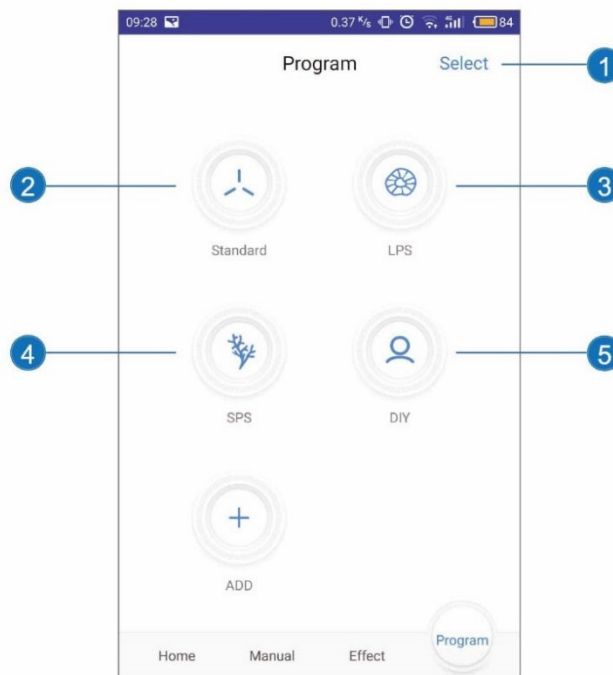 09:28 0.37 K/s 84
Program Select 1
2 3
Standard LPS
4 5
SPS DIY
ADD
Home Manual Effect Program